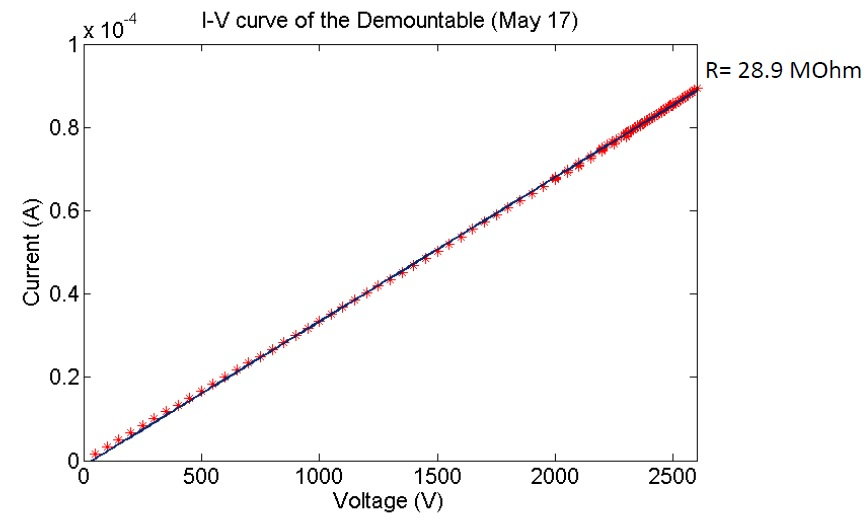 I-V curve of the Demountable (May 17)
1 x 10-4
R= 28.9 MOhm
0.8
0.6
0.4
0.2
0
Current (A)
0 500 1000 1500 2000 2500
Voltage (V)